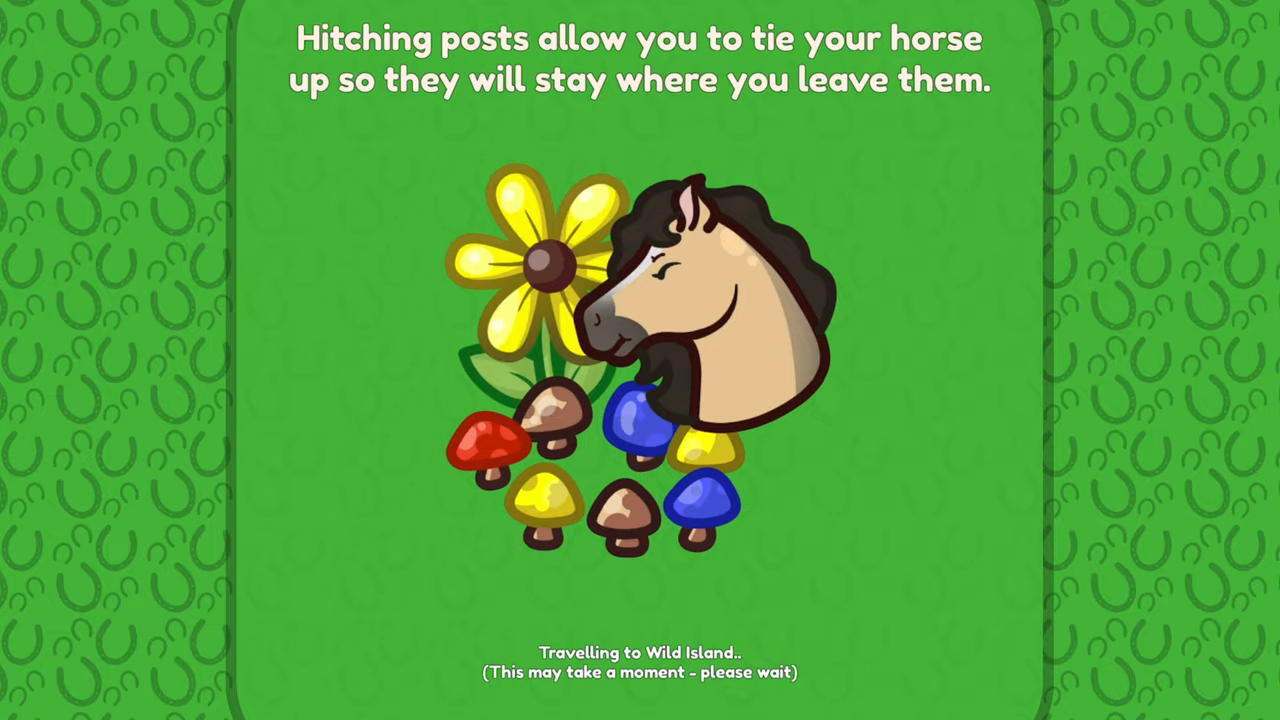 Hitching posts allow you to tie your horse
up so they will stay where you leave them.
Travelling to Wild Island..
(This may take a moment - please wait)